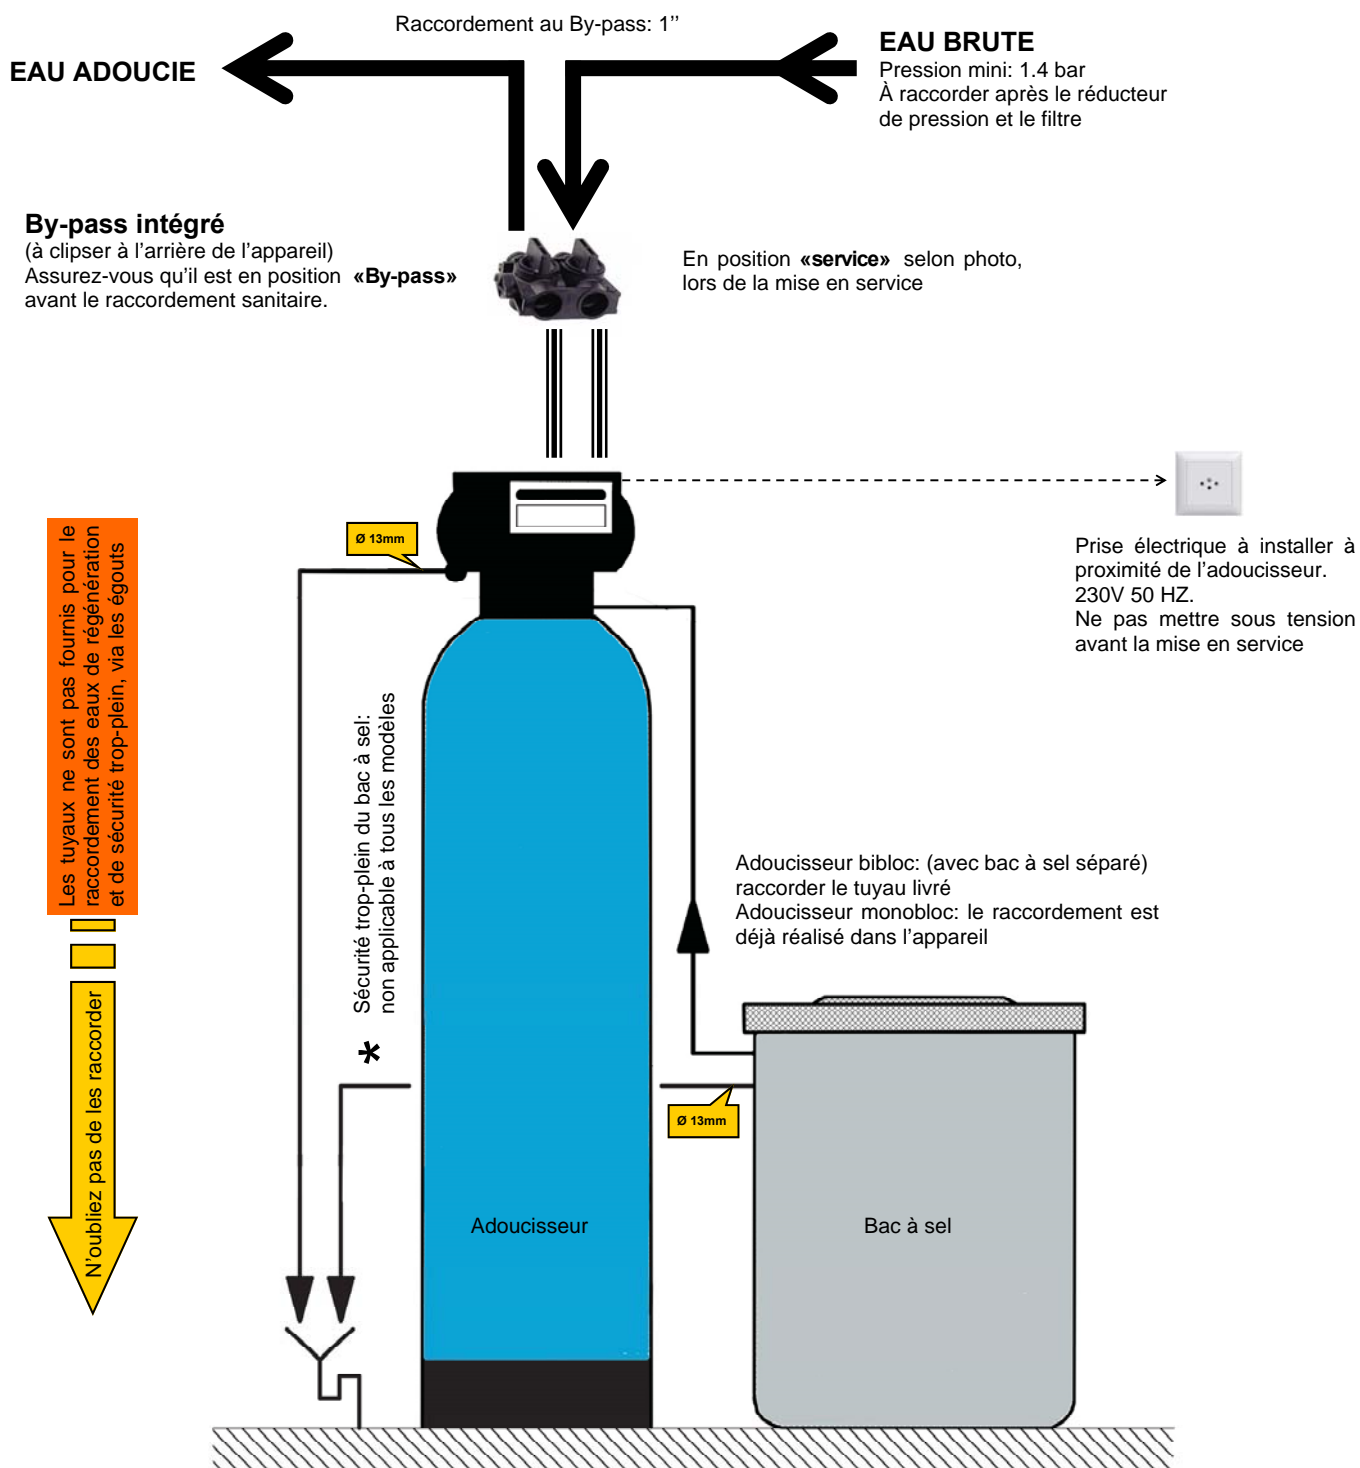 Raccordement au By-pass: 1’’
EAU ADOUCIE
EAU BRUTE
Pression mini: 1.4 bar
À raccorder après le réducteur
de pression et le filtre
By-pass intégré
(à clipser à l’arrière de l’appareil)
Assurez-vous qu’il est en position «By-pass»
avant le raccordement sanitaire.
En position «service» selon photo,
lors de la mise en service
Ø 13mm
Prise électrique à installer à
proximité de l’adoucisseur.
230V 50 HZ.
Ne pas mettre sous tension
avant la mise en service
Les tuyaux ne sont pas fournis pour le
raccordement des eaux de régénération
et de sécurité trop-plein, via les égouts
N’oubliez pas de les raccorder
* Sécurité trop-plein du bac à sel:
non applicable à tous les modèles
Adoucisseur bibloc: (avec bac à sel séparé)
raccorder le tuyau livré
Adoucisseur monobloc: le raccordement est
déjà réalisé dans l’appareil
Ø 13mm
Adoucisseur
Bac à sel